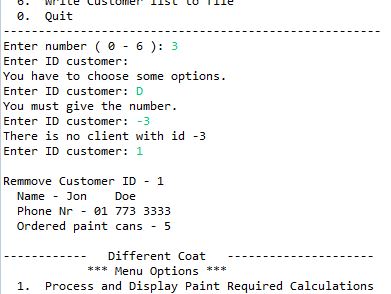 6.  Write Customer list to file
0.  Quit
--------------------------------------------------
Enter number ( 0 - 6 ): 3
Enter ID customer:
You have to choose some options.
Enter ID customer: D
You must give the number.
Enter ID customer: -3
There is no client with id -3
Enter ID customer: 1
Remmove Customer ID - 1
Name - Jon    Doe
Phone Nr - 01 773 3333
Ordered paint cans - 5
-----------   Different Coat   -------------------
*** Menu Options ***
1.  Process and Display Paint Required Calculations